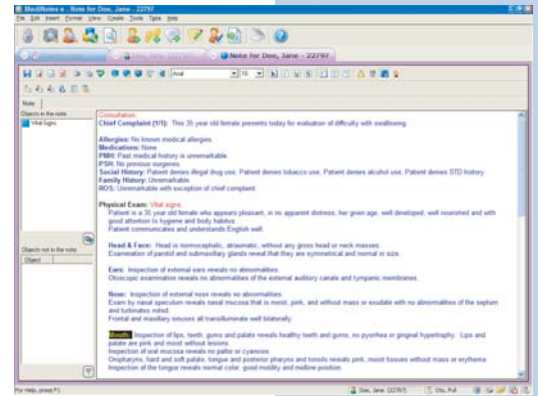 MediNotes e - Note for Doe, Jane - 22797
File Edit Insert Format View Create Tools Table Help
Doe, Jane (22797) Note for Doe, Jane - 22797
Arial 10
Note
Objects in the note
Vital Signs
Objects not in the note
Object
Consultation.
Chief Complaint (1/1): This 35 year old female presents today for evaluation of difficulty with swallowing.
Allergies: No known medical allergies.
Medications: None
PMH: Past medical history is unremarkable.
PSH: No previous surgeries.
Social History: Patient denies illegal drug use. Patient denies tobacco use. Patient denies alcohol use. Patient denies STD history.
Family History: Unremarkable.
ROS: Unremarkable with exception of chief complaint.
Physical Exam: Vital signs.
Patient is a 35 year old female who appears pleasant, in no apparent distress, her given age, well developed, well nourished and with
good attention to hygiene and body habitus.
Patient communicates and understands English well.
Head & Face: Head is normocephalic, atraumatic, without any gross head or neck masses.
Examination of parotid and submaxillary glands reveal that they are symmetrical and normal in size.
Ears: Inspection of external ears reveals no abnormalities.
Otoscopic examination reveals no abnormalities of the external auditory canals and tympanic membranes.
Nose: Inspection of external nose reveals no abnormalities.
Exam by nasal speculum reveals nasal mucosa that is moist, pink, and without mass or exudate with no abnormalities of the septum
and turbinates noted.
Frontal and maxillary sinuses all transilluminate well bilaterally.
Mouth: Inspection of lips, teeth, gums and palate reveals healthy teeth and gums, no pyorrhea or gingival hypertrophy. Lips and
palate are pink and moist without lesions.
Inspection of oral mucosa reveals no pallor or cyanosis.
Oropharynx, hard and soft palate, tongue and posterior pharynx and tonsils reveals pink, moist tissues without mass or erythema.
Inspection of the tongue reveals normal color, good motility and midline position
For Help, press F1 Doe, Jane (22797) Oto, Full